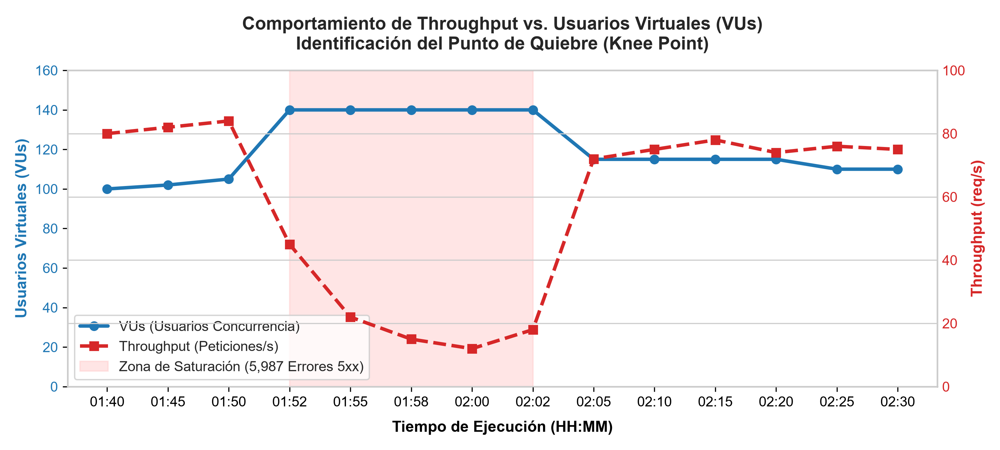 Comportamiento de Throughput vs. Usuarios Virtuales (VUs)
Identificación del Punto de Quiebre (Knee Point)
Usuarios Virtuales (VUs)
160
140
120
100
80
60
40
20
0
100
80
60
40
20
0
Throughput (req/s)
VUs (Usuarios Concurrencia)
Throughput (Peticiones/s)
Zona de Saturación (5,987 Errores 5xx)
01:40 01:45 01:50 01:52 01:55 01:58 02:00 02:02 02:05 02:10 02:15 02:20 02:25 02:30
Tiempo de Ejecución (HH:MM)